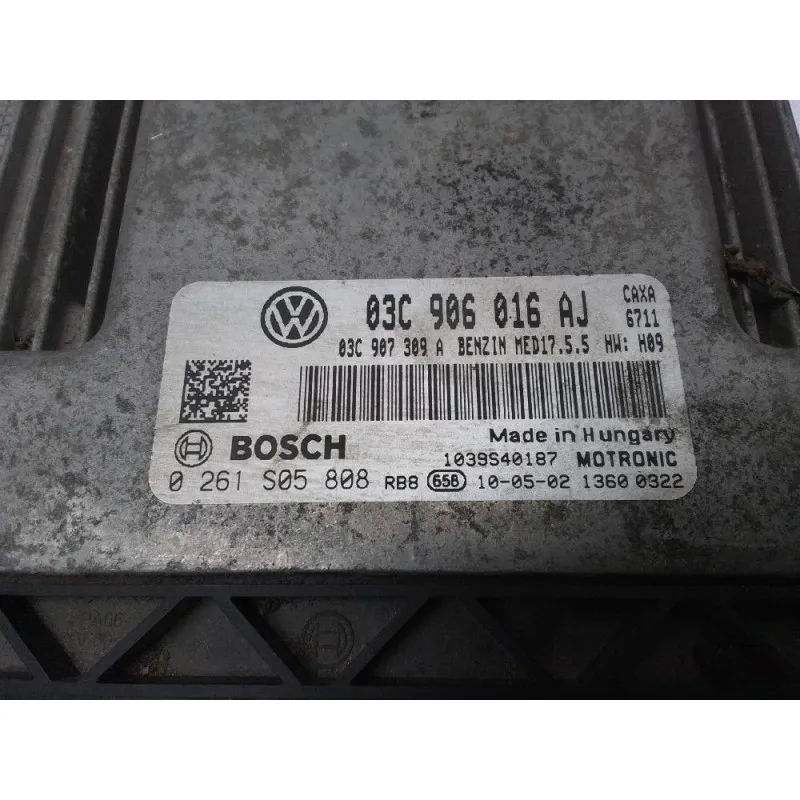 03C 906 016 AJ CAXA
6711
03C 907 309 A BENZIN MED17.5.5 HW: H09
BOSCH Made in Hungary
1039S40187 MOTRONIC
0 261 S05 808 RB8 656 10-05-02 1360 0322